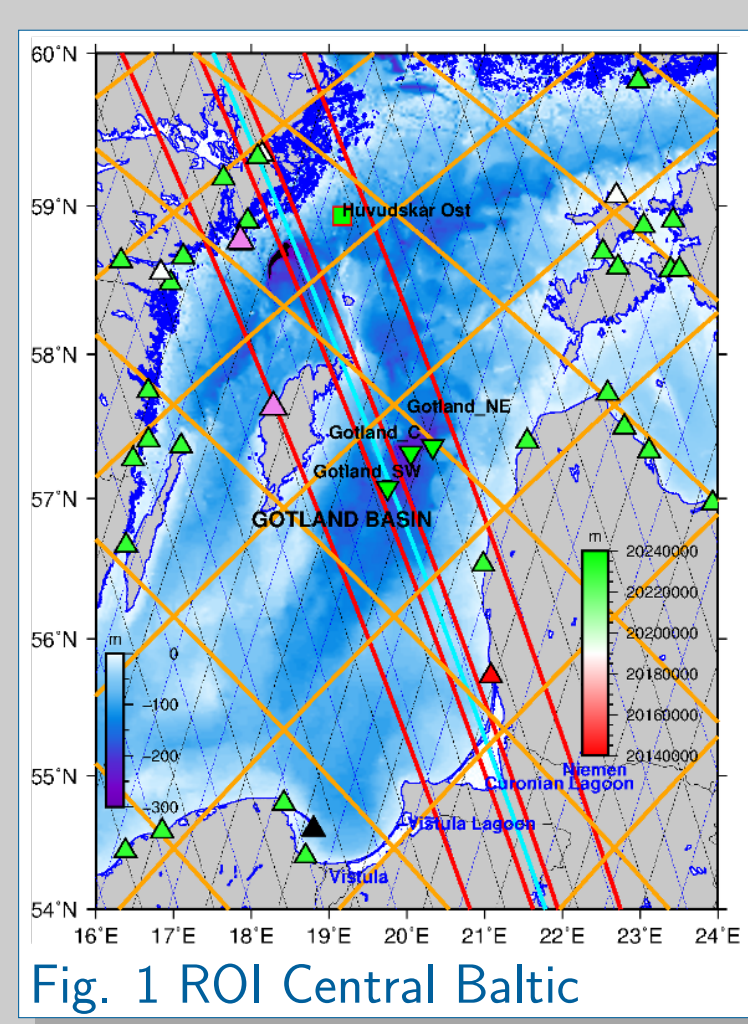 60˚N
59˚N
58˚N
57˚N
56˚N
55˚N
54˚N
16˚E 17˚E 18˚E 19˚E 20˚E 21˚E 22˚E 23˚E 24˚E
Huvudskar Ost
Gotland_NE
Gotland_C
Gotland_SW
GOTLAND BASIN
m
0
−100
−200
−300
m
20240000
20220000
20200000
20180000
20160000
20140000
Niemen
Curonian Lagoon
Vistula Lagoon
Vistula
Fig. 1 ROI Central Baltic